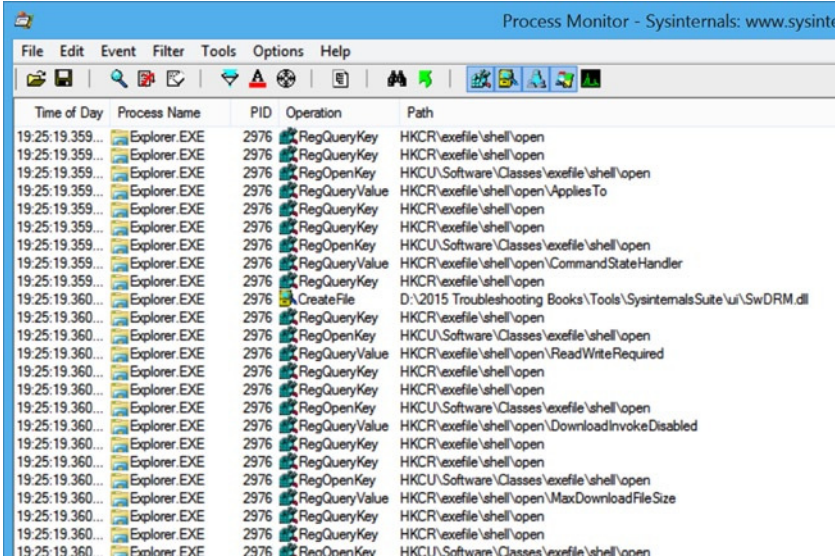 Process Monitor - Sysinternals: www.sysinte
File Edit Event Filter Tools Options Help
Time of Day Process Name PID Operation Path
19:25:19.359... Explorer.EXE 2976 RegQueryKey HKCR\exefile\shell\open
19:25:19.359... Explorer.EXE 2976 RegQueryKey HKCR\exefile\shell\open
19:25:19.359... Explorer.EXE 2976 RegOpenKey HKCU\Software\Classes\exefile\shell\open
19:25:19.359... Explorer.EXE 2976 RegQueryValue HKCR\exefile\shell\open\AppliesTo
19:25:19.359... Explorer.EXE 2976 RegQueryKey HKCR\exefile\shell\open
19:25:19.359... Explorer.EXE 2976 RegQueryKey HKCR\exefile\shell\open
19:25:19.359... Explorer.EXE 2976 RegOpenKey HKCU\Software\Classes\exefile\shell\open
19:25:19.359... Explorer.EXE 2976 RegQueryValue HKCR\exefile\shell\open\CommandStateHandler
19:25:19.359... Explorer.EXE 2976 RegQueryKey HKCR\exefile\shell\open
19:25:19.360... Explorer.EXE 2976 CreateFile D:\2015 Troubleshooting Books\Tools\SysinternalsSuite\ui\SwDRM.dll
19:25:19.360... Explorer.EXE 2976 RegQueryKey HKCR\exefile\shell\open
19:25:19.360... Explorer.EXE 2976 RegOpenKey HKCU\Software\Classes\exefile\shell\open
19:25:19.360... Explorer.EXE 2976 RegQueryValue HKCR\exefile\shell\open\ReadWriteRequired
19:25:19.360... Explorer.EXE 2976 RegQueryKey HKCR\exefile\shell\open
19:25:19.360... Explorer.EXE 2976 RegQueryKey HKCR\exefile\shell\open
19:25:19.360... Explorer.EXE 2976 RegOpenKey HKCU\Software\Classes\exefile\shell\open
19:25:19.360... Explorer.EXE 2976 RegQueryValue HKCR\exefile\shell\open\DownloadInvokeDisabled
19:25:19.360... Explorer.EXE 2976 RegQueryKey HKCR\exefile\shell\open
19:25:19.360... Explorer.EXE 2976 RegQueryKey HKCR\exefile\shell\open
19:25:19.360... Explorer.EXE 2976 RegOpenKey HKCU\Software\Classes\exefile\shell\open
19:25:19.360... Explorer.EXE 2976 RegQueryValue HKCR\exefile\shell\open\MaxDownloadFileSize
19:25:19.360... Explorer.EXE 2976 RegQueryKey HKCR\exefile\shell\open
19:25:19.360... Explorer.EXE 2976 RegQueryKey HKCR\exefile\shell\open
19:25:19.360... Explorer.EXE 2976 RegOpenKey HKCU\Software\Classes\exefile\shell\open